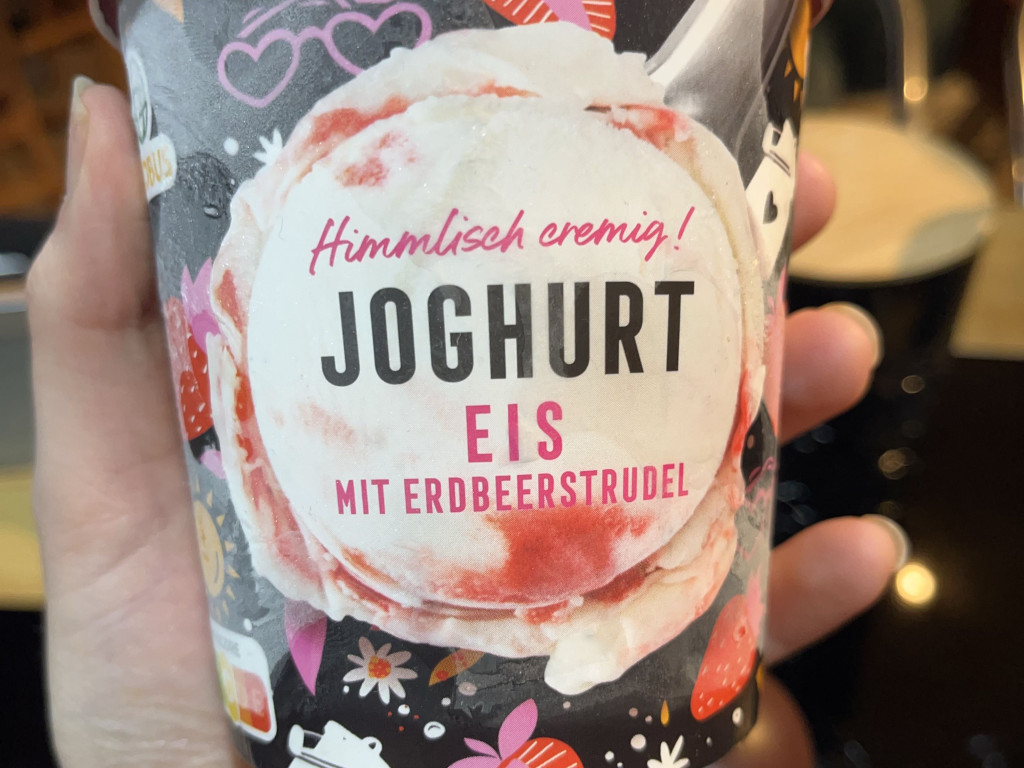 Himmlisch cremig!
JOGHURT
EIS
MIT ERDBEERSTRUDEL